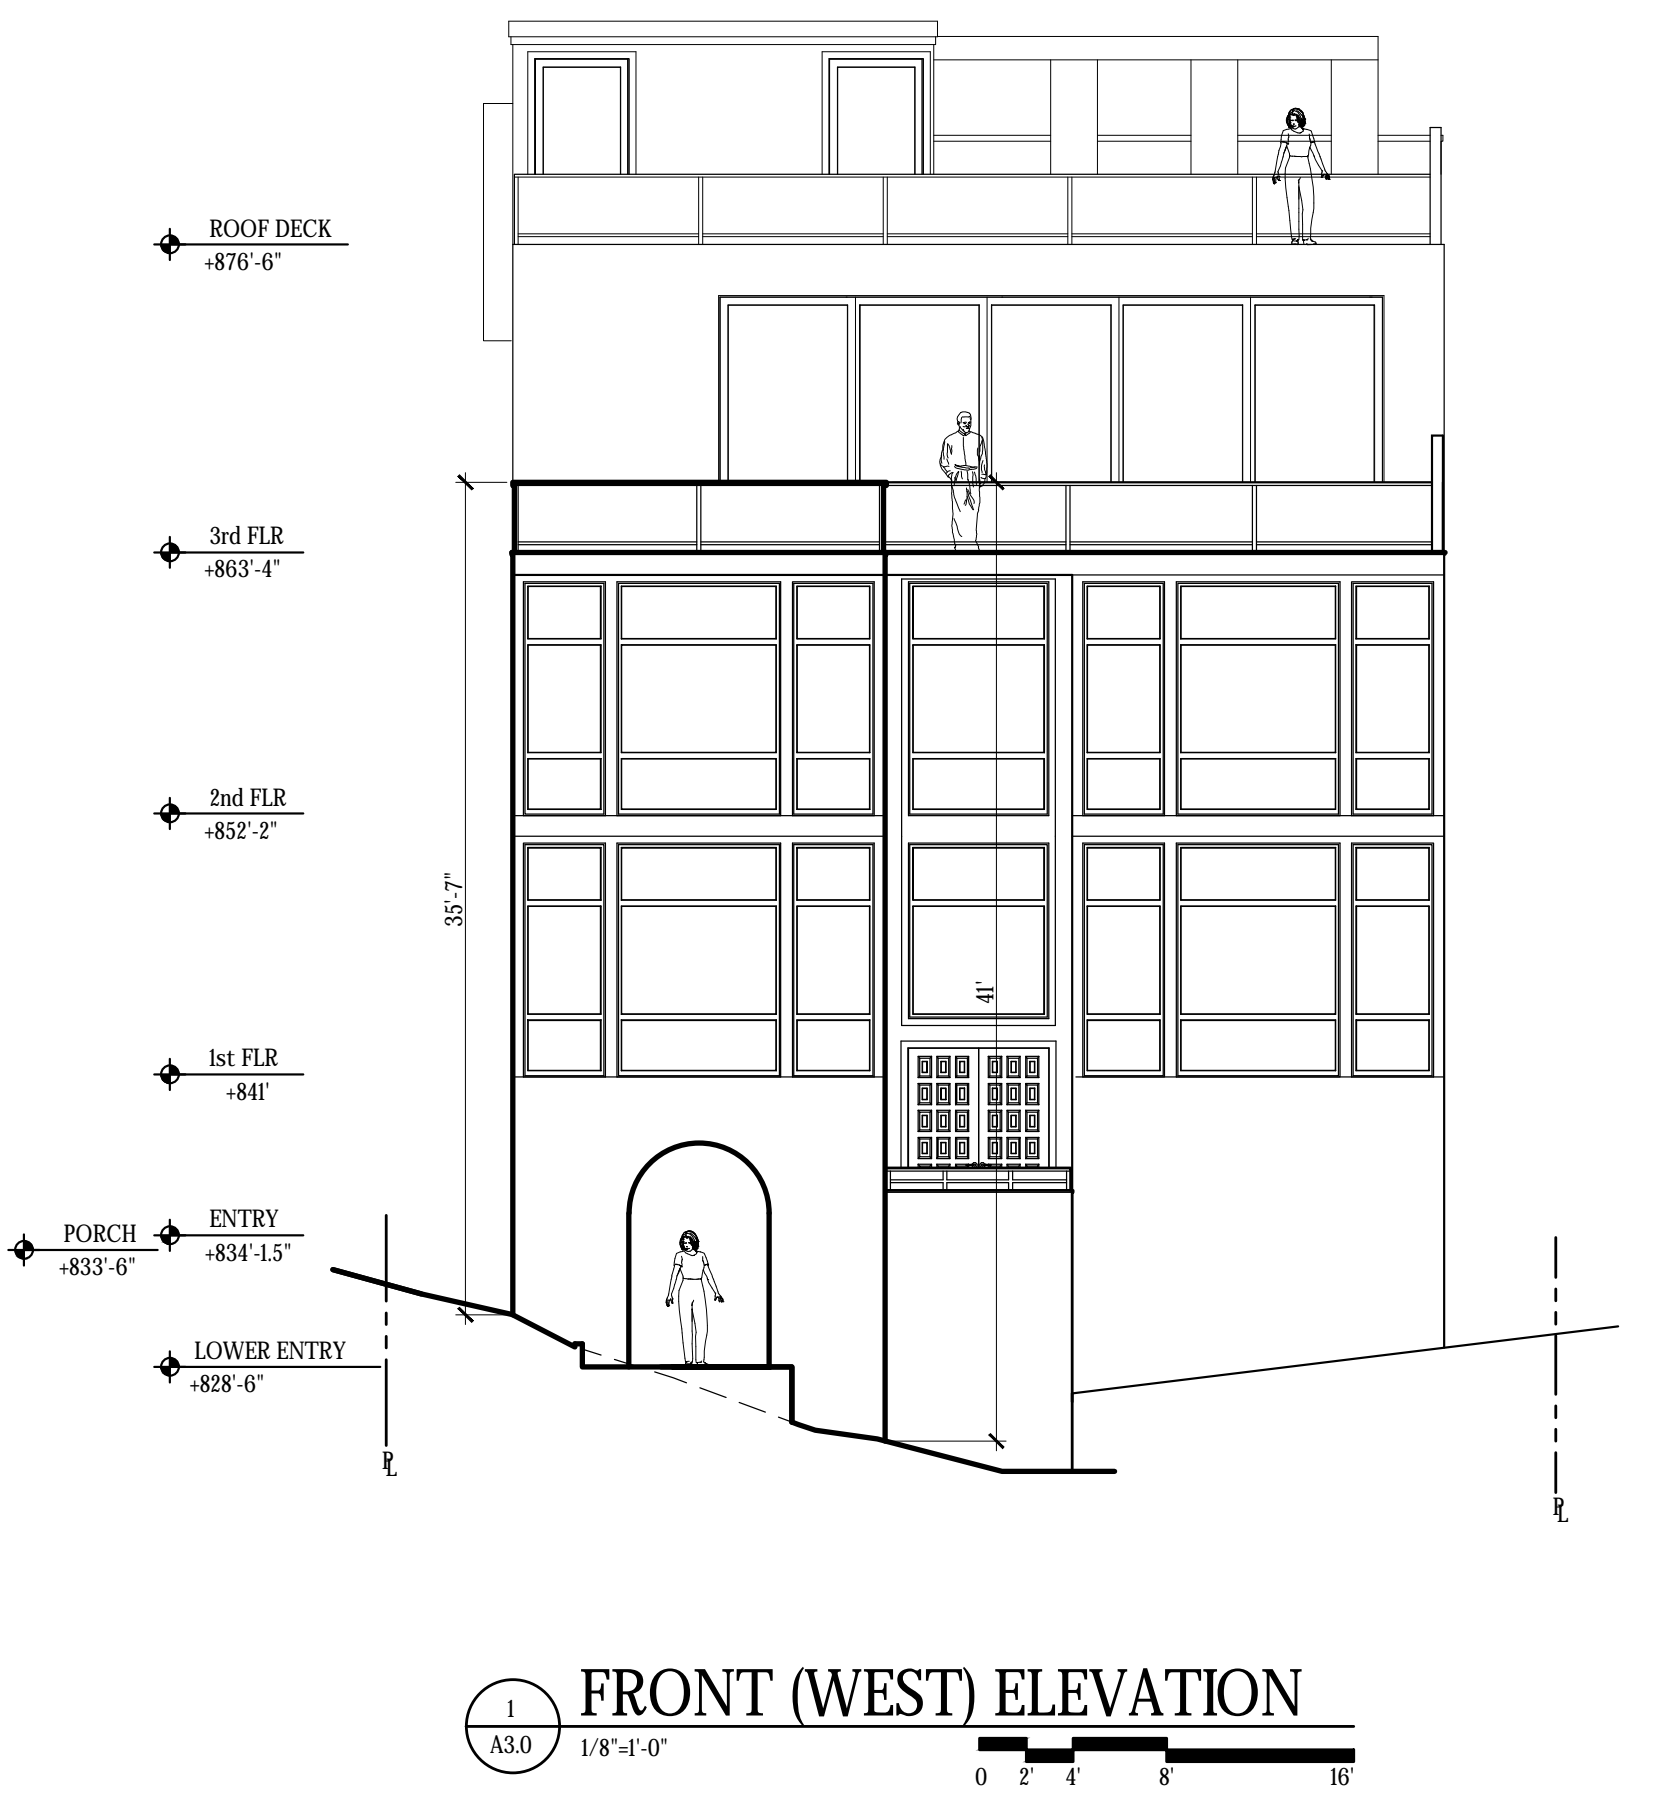 ROOF DECK
+876'-6"
3rd FLR
+863'-4"
2nd FLR
+852'-2"
35'-7"
41'
1st FLR
+841'
ENTRY
+834'-1.5"
PORCH
+833'-6"
LOWER ENTRY
+828'-6"
PL
PL
1
A3.0
FRONT (WEST) ELEVATION
1/8"=1'-0"
0 2' 4' 8' 16'